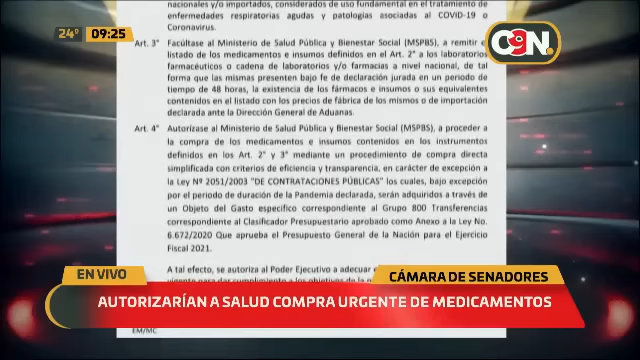 24º 09:25
C9N.
nacionales y/o importados, considerados de uso fundamental en el tratamiento de
enfermedades respiratorias agudas y patologías asociadas al COVID-19 o
Coronavirus.
Art. 3° Facúltase al Ministerio de Salud Pública y Bienestar Social (MSPBS), a remitir el
listado de los medicamentos e insumos definidos en el Art. 2° a los laboratorios
farmacéuticos o cadena de laboratorios y/o farmacias a nivel nacional, de tal
forma que las mismas presenten bajo fe de declaración jurada en un periodo de
tiempo de 48 horas, la existencia de los fármacos e insumos o sus equivalentes
contenidos en el listado con los precios de fábrica de los mismos o de importación
declarada ante la Dirección General de Aduanas.
Art. 4° Autorízase al Ministerio de Salud Pública y Bienestar Social (MSPBS), a proceder a
la compra de los medicamentos e insumos contenidos en los instrumentos
definidos en los Art. 2° y 3° mediante un procedimiento de compra directa
simplificada con criterios de eficiencia y transparencia, en carácter de excepción a
la Ley Nº 2051/2003 "DE CONTRATACIONES PÚBLICAS" los cuales, bajo excepción
por el periodo de duración de la Pandemia declarada, serán adquiridos a través de
un Objeto del Gasto específico correspondiente al Grupo 800 Transferencias
correspondiente al Clasificador Presupuestario aprobado como Anexo a la Ley No.
6.672/2020 Que aprueba el Presupuesto General de la Nación para el Ejercicio
Fiscal 2021.
A tal efecto, se autoriza al Poder Ejecutivo a adecuar
EN VIVO
CÁMARA DE SENADORES
AUTORIZARÍAN A SALUD COMPRA URGENTE DE MEDICAMENTOS
EM/MC